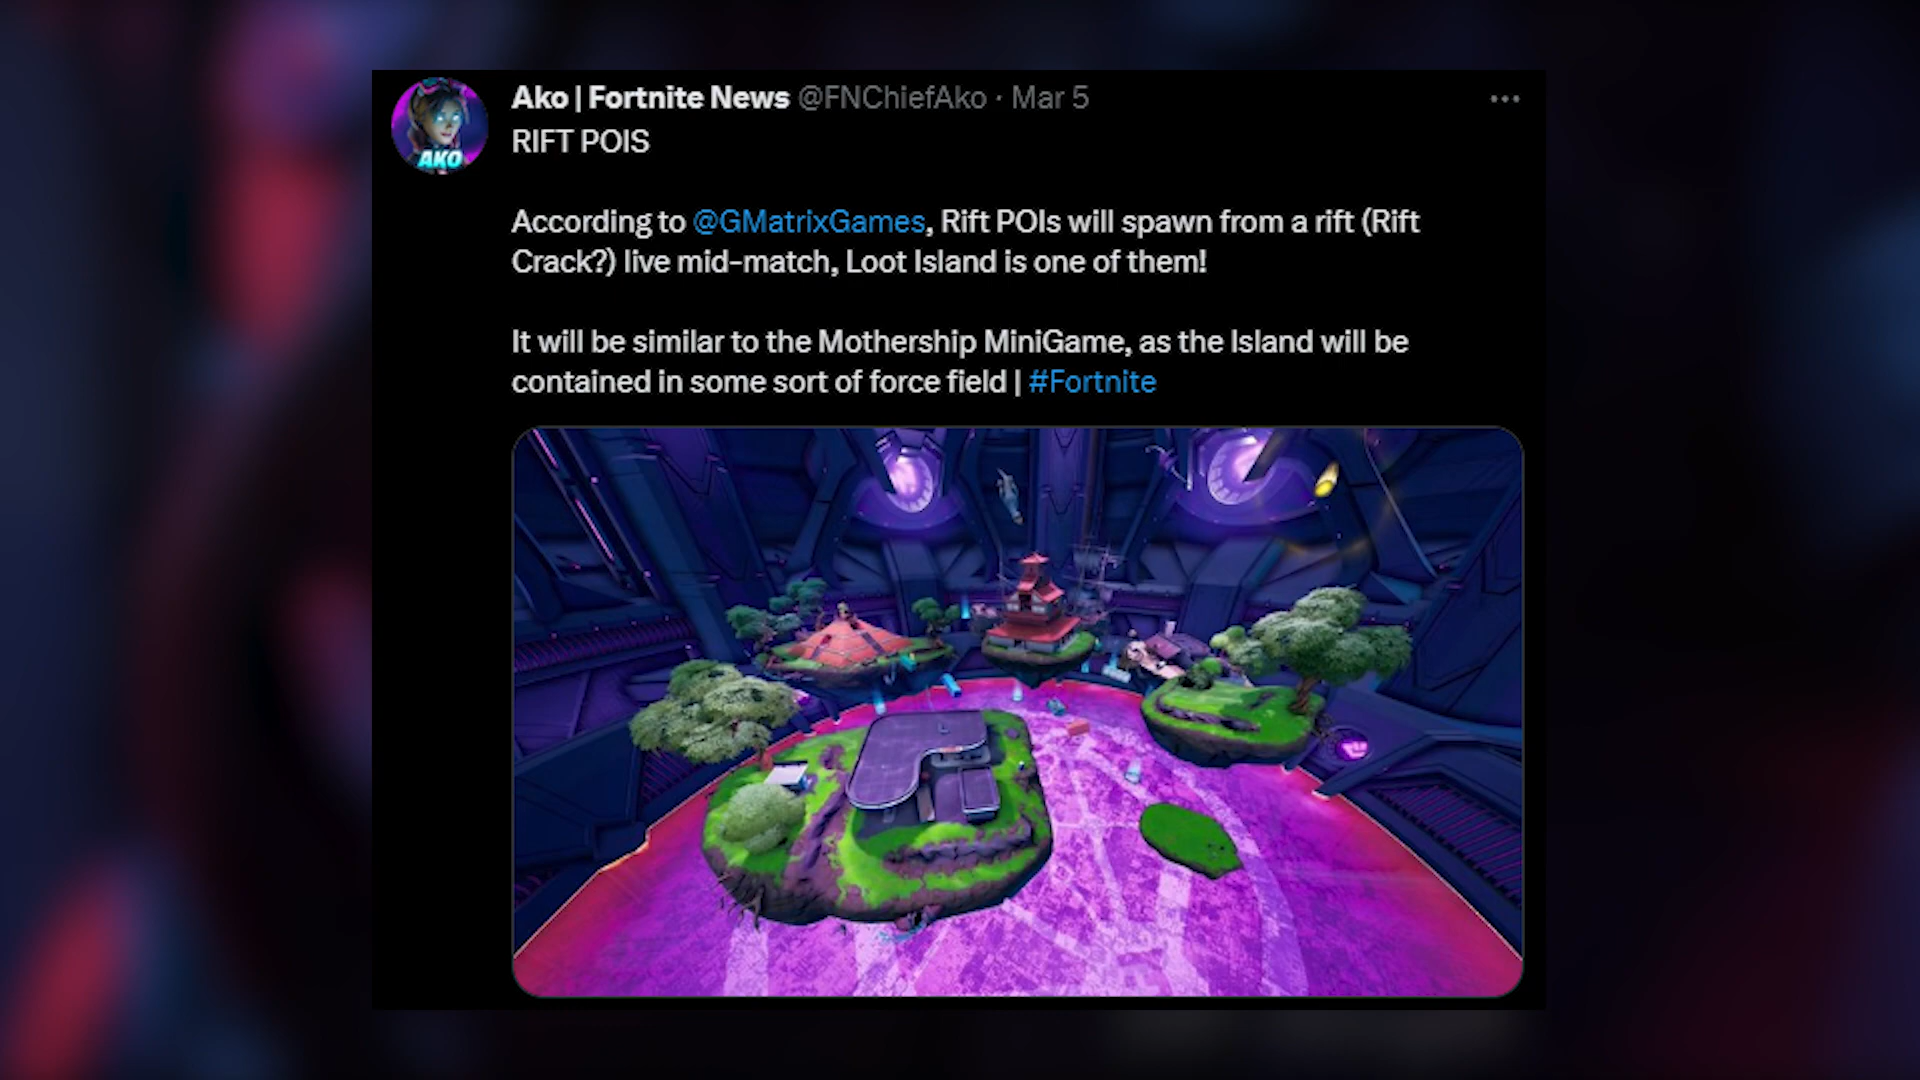 Ako | Fortnite News @FNChiefAko · Mar 5
RIFT POIS
According to @GMatrixGames, Rift POIs will spawn from a rift (Rift
Crack?) live mid-match, Loot Island is one of them!
It will be similar to the Mothership MiniGame, as the Island will be
contained in some sort of force field | #Fortnite
AKO